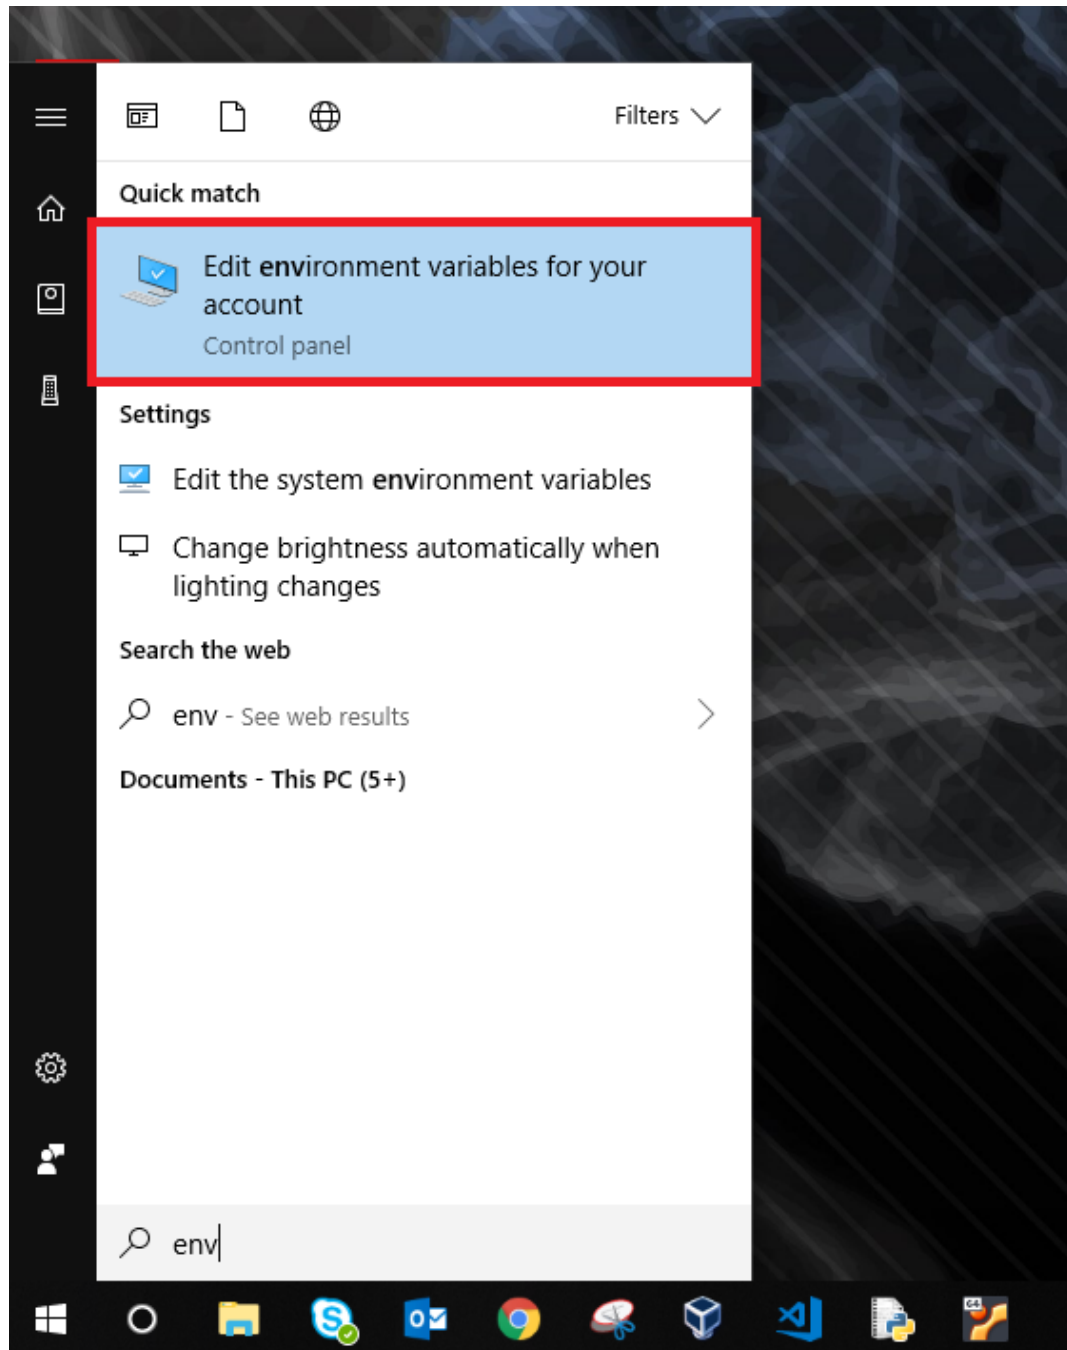 Filters
Quick match
Edit environment variables for your
account
Control panel
Settings
Edit the system environment variables
Change brightness automatically when
lighting changes
Search the web
env - See web results
Documents - This PC (5+)
env
64